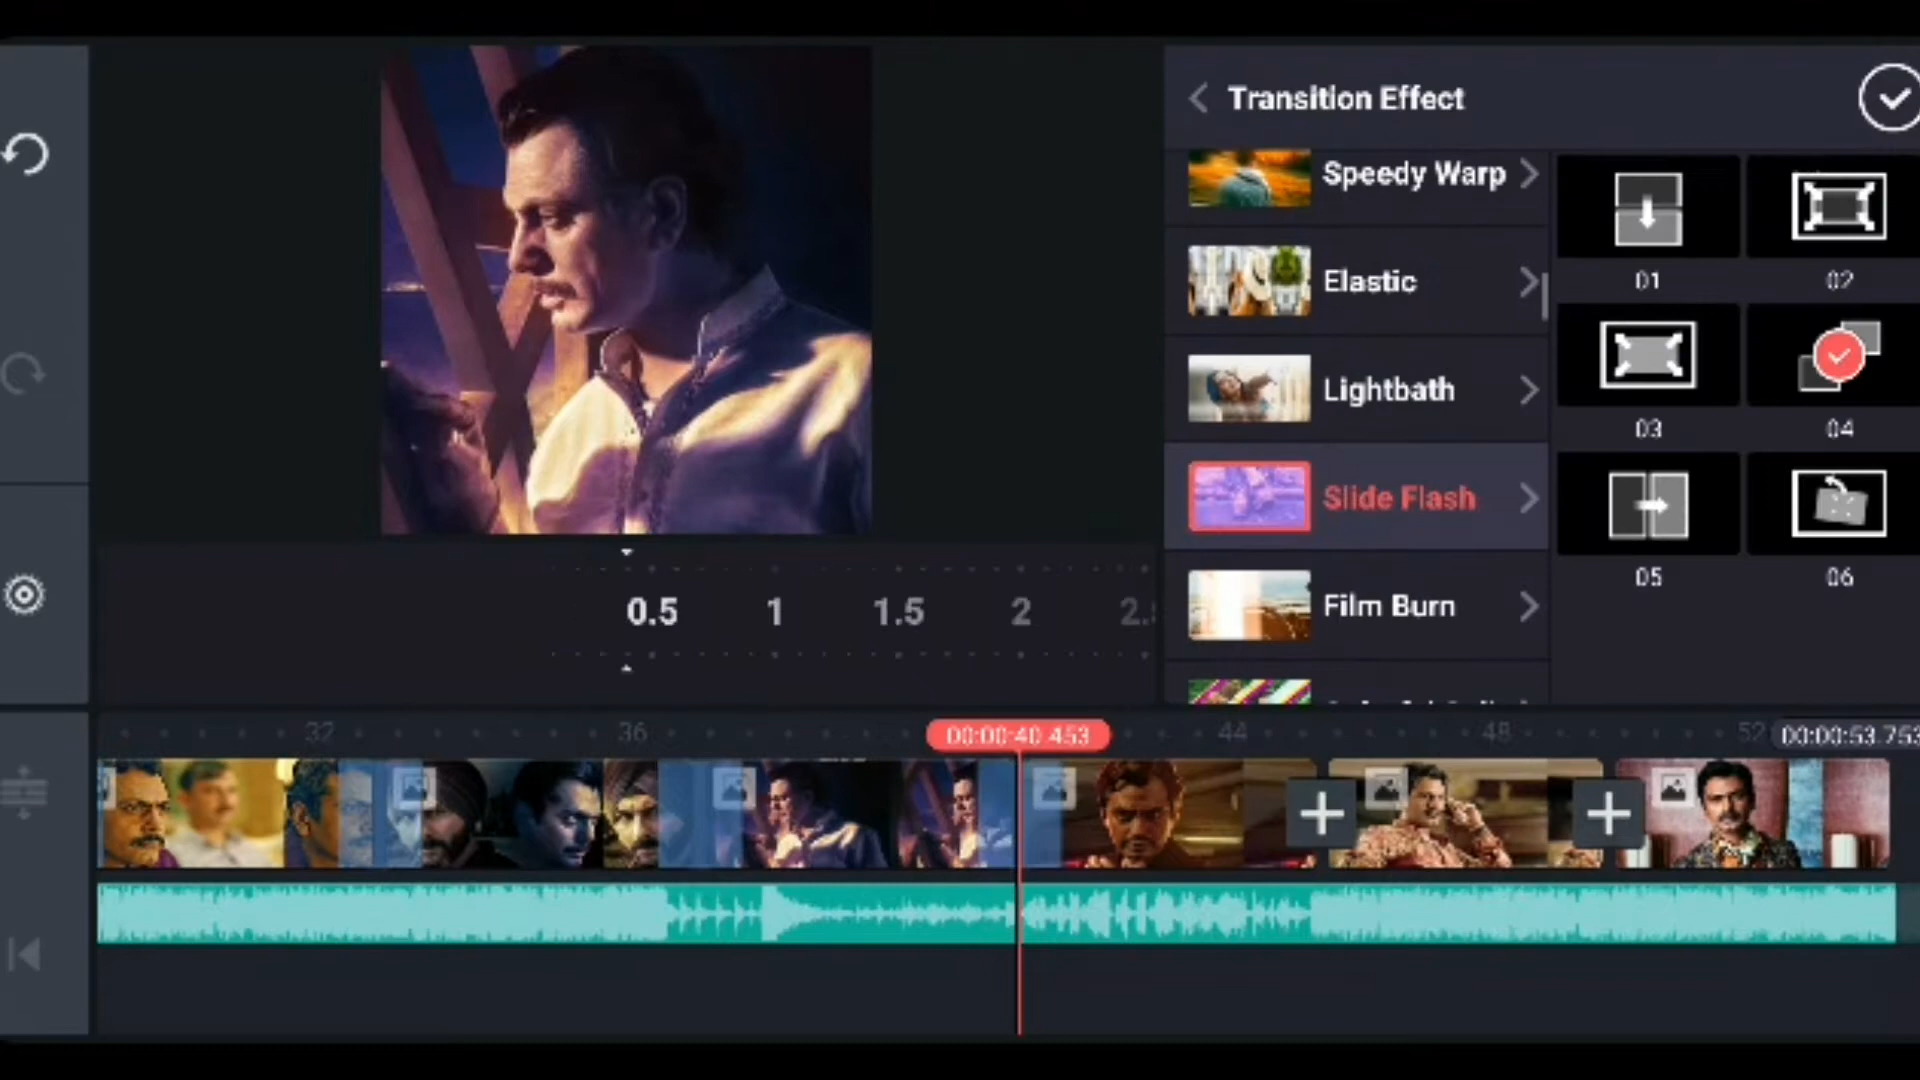 Transition Effect
Speedy Warp
Elastic
Lightbath
Slide Flash
Film Burn
01
02
03
04
05
06
0.5
1
1.5
2
32
36
00:00:40.453
44
48
52
00:00:53.753